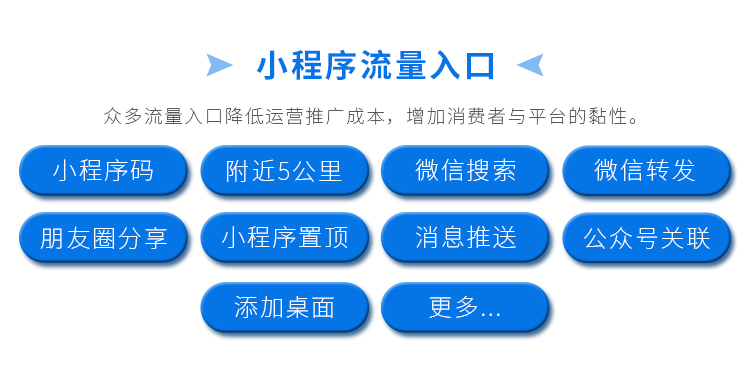 小程序流量入口
众多流量入口降低运营推广成本，增加消费者与平台的黏性。
小程序码 附近5公里 微信搜索 微信转发
朋友圈分享 小程序置顶 消息推送 公众号关联
添加桌面 更多...